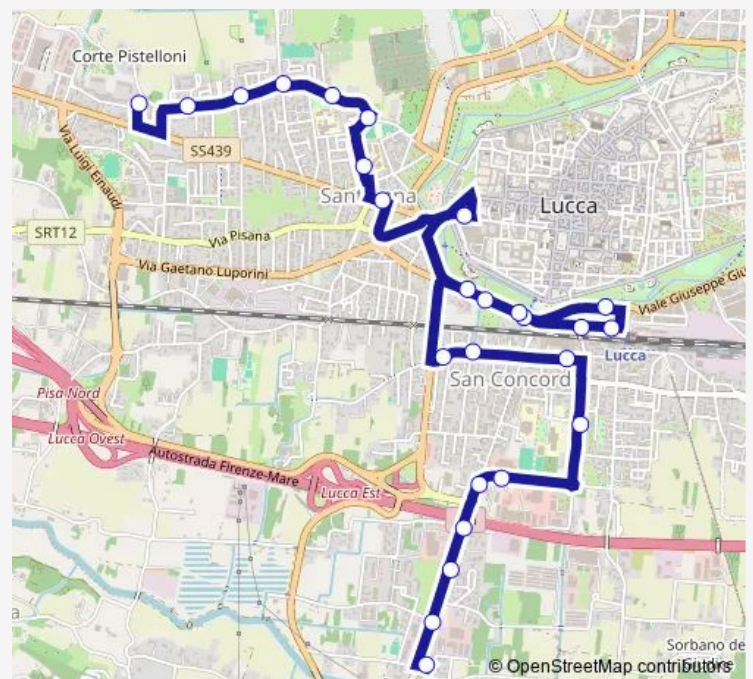 Corte Pistelloni
Via Luigi Einaudi
SS439
Lucca
SRT12
Via Pisana
Via Gaetano Luporini
Viale Giuseppe
Lucca
San Concord
Pisa Nord
Lucca Ovest
Autostrada Firenze-Mare
Lucca Est
Sorbano de
© OpenStreetMap contributors